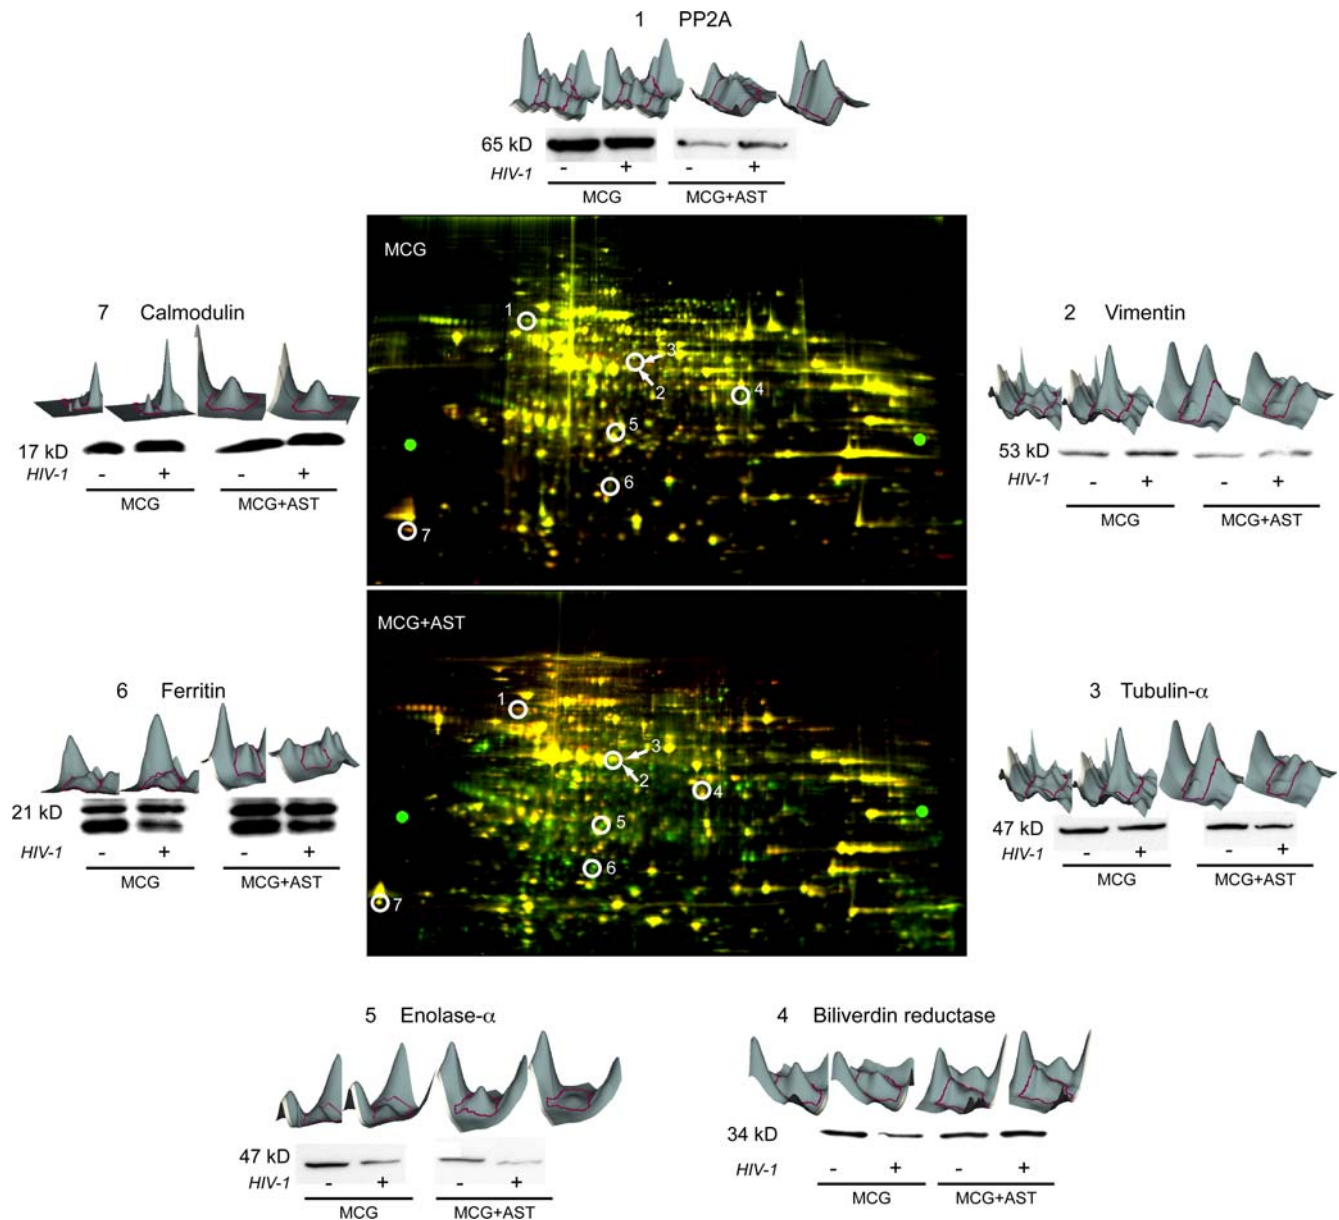 1 PP2A
65 kD
HIV-1 - + - +
MCG MCG+AST
MCG
1
3
2
4
5
6
7
7 Calmodulin
17 kD
HIV-1 - + - +
MCG MCG+AST
2 Vimentin
53 kD
HIV-1 - + - +
MCG MCG+AST
MCG+AST
1
3
2
4
5
6
7
6 Ferritin
21 kD
HIV-1 - + - +
MCG MCG+AST
3 Tubulin-α
47 kD
HIV-1 - + - +
MCG MCG+AST
5 Enolase-α
47 kD
HIV-1 - + - +
MCG MCG+AST
4 Biliverdin reductase
34 kD
HIV-1 - + - +
MCG MCG+AST